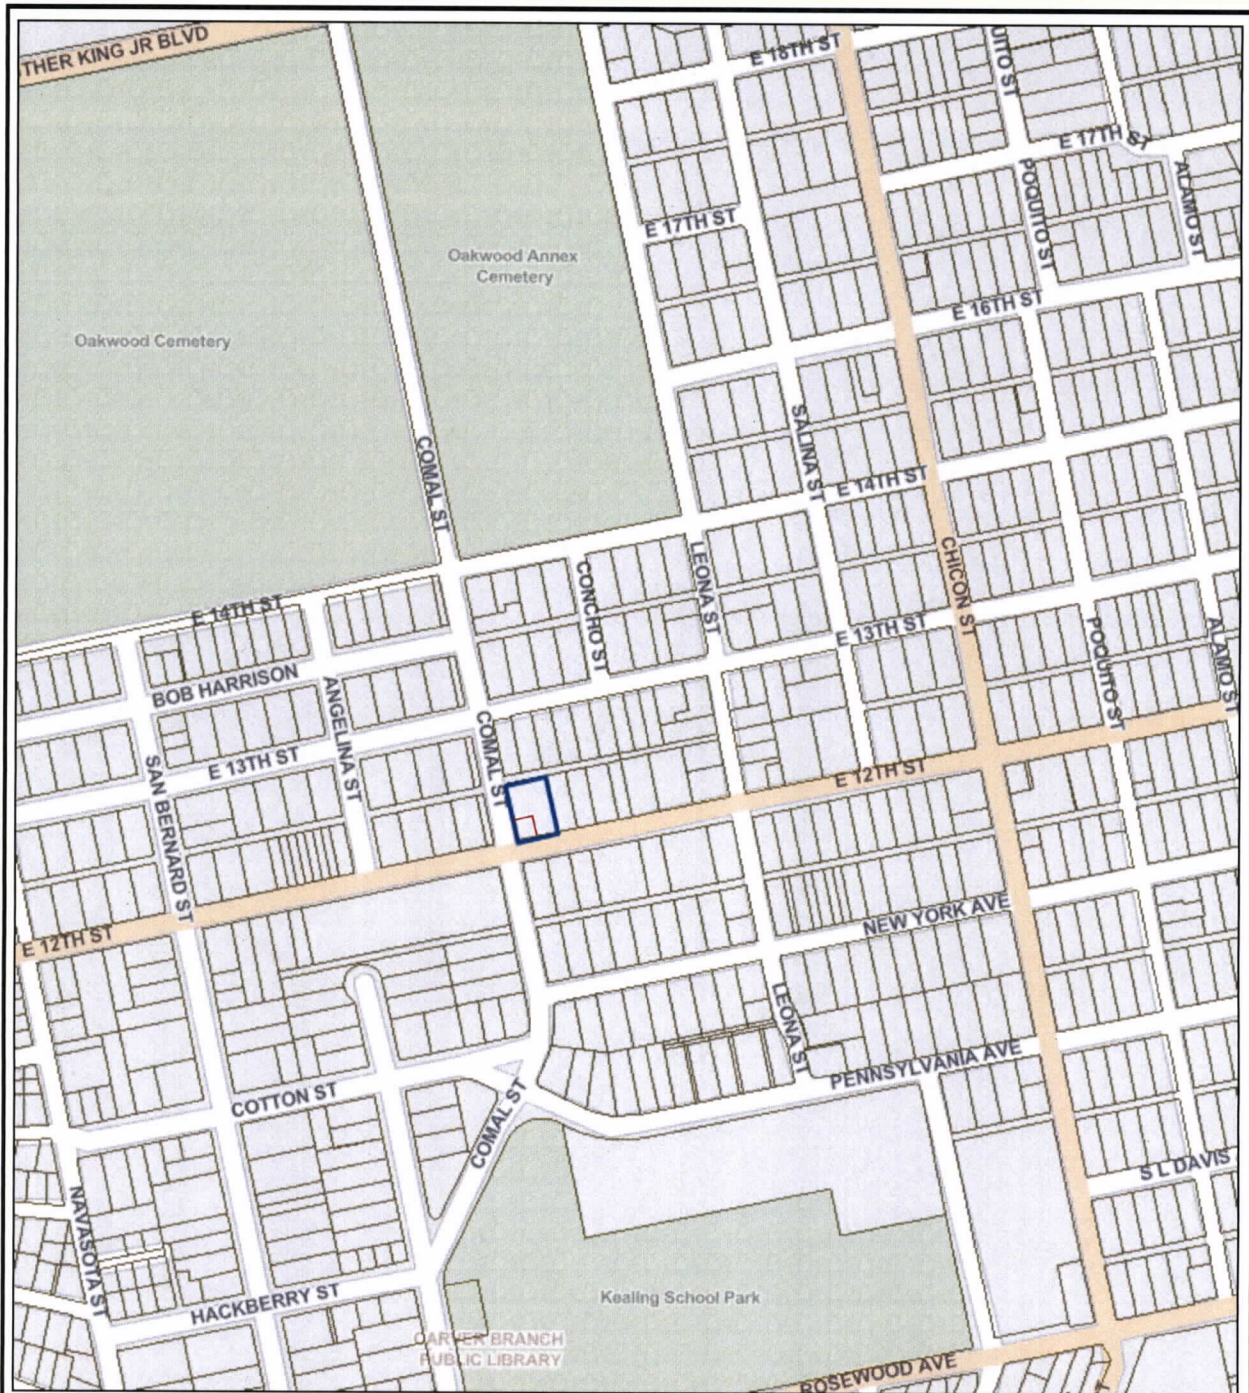 THER KING JR BLVD
E 18TH ST
UITO ST
E 17TH ST
POQUITO ST
ALAMO ST
E 17TH ST
Oakwood Annex
Cemetery
E 16TH ST
Oakwood Cemetery
COMAL ST
SALINA ST
E 14TH ST
CHICON ST
LEONA ST
CONCHO ST
E 14TH ST
E 13TH ST
POQUITO ST
ALAMO ST
BOB HARRISON
ANGELINA ST
COMAL ST
E 13TH ST
SAN BERNARD ST
E 12TH ST
NEW YORK AVE
E 12TH ST
LEONA ST
PENNSYLVANIA AVE
COTTON ST
COMAL ST
S L DAVIS
NAVASOTA ST
HACKBERRY ST
Kealing School Park
CARVER BRANCH
PUBLIC LIBRARY
ROSEWOOD AVE